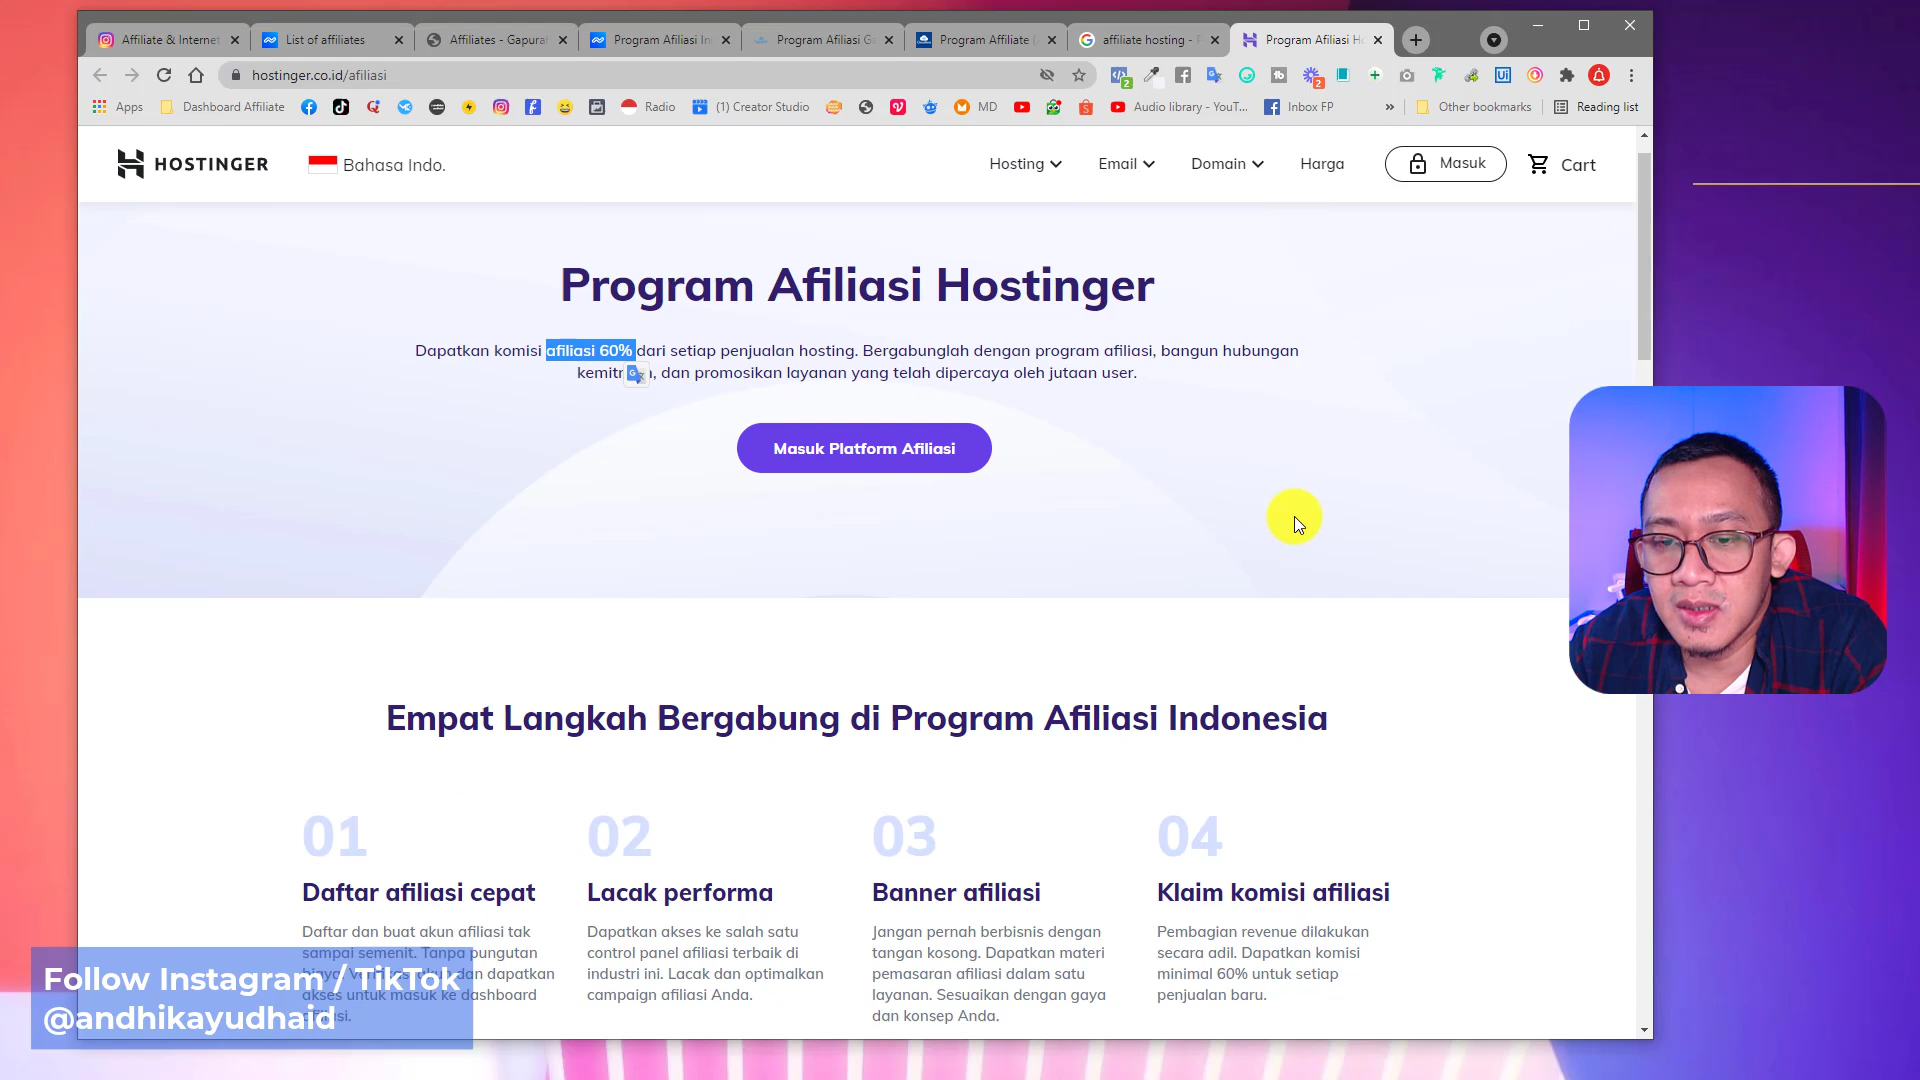 Affiliate & Internet
List of affiliates
Affiliates - Gapura
Program Afiliasi In
Program Afiliasi G
Program Affiliate (
affiliate hosting - P
Program Afiliasi Ho
hostinger.co.id/afiliasi
Apps
Dashboard Affiliate
Radio
(1) Creator Studio
MD
Audio library - YouT...
Inbox FP
Other bookmarks
Reading list
HOSTINGER
Bahasa Indo.
Hosting
Email
Domain
Harga
Masuk
Cart
Program Afiliasi Hostinger
Dapatkan komisi afiliasi 60% dari setiap penjualan hosting. Bergabunglah dengan program afiliasi, bangun hubungan
kemitr , dan promosikan layanan yang telah dipercaya oleh jutaan user.
Masuk Platform Afiliasi
Empat Langkah Bergabung di Program Afiliasi Indonesia
01
Daftar afiliasi cepat
Daftar dan buat akun afiliasi tak
sampai semenit. Tanpa pungutan
dan dapatkan
akses untuk masuk ke dashboard
afiliasi.
02
Lacak performa
Dapatkan akses ke salah satu
control panel afiliasi terbaik di
industri ini. Lacak dan optimalkan
campaign afiliasi Anda.
03
Banner afiliasi
Jangan pernah berbisnis dengan
tangan kosong. Dapatkan materi
pemasaran afiliasi dalam satu
layanan. Sesuaikan dengan gaya
dan konsep Anda.
04
Klaim komisi afiliasi
Pembagian revenue dilakukan
secara adil. Dapatkan komisi
minimal 60% untuk setiap
penjualan baru.
Follow Instagram / TikTok
@andhikayudhaid